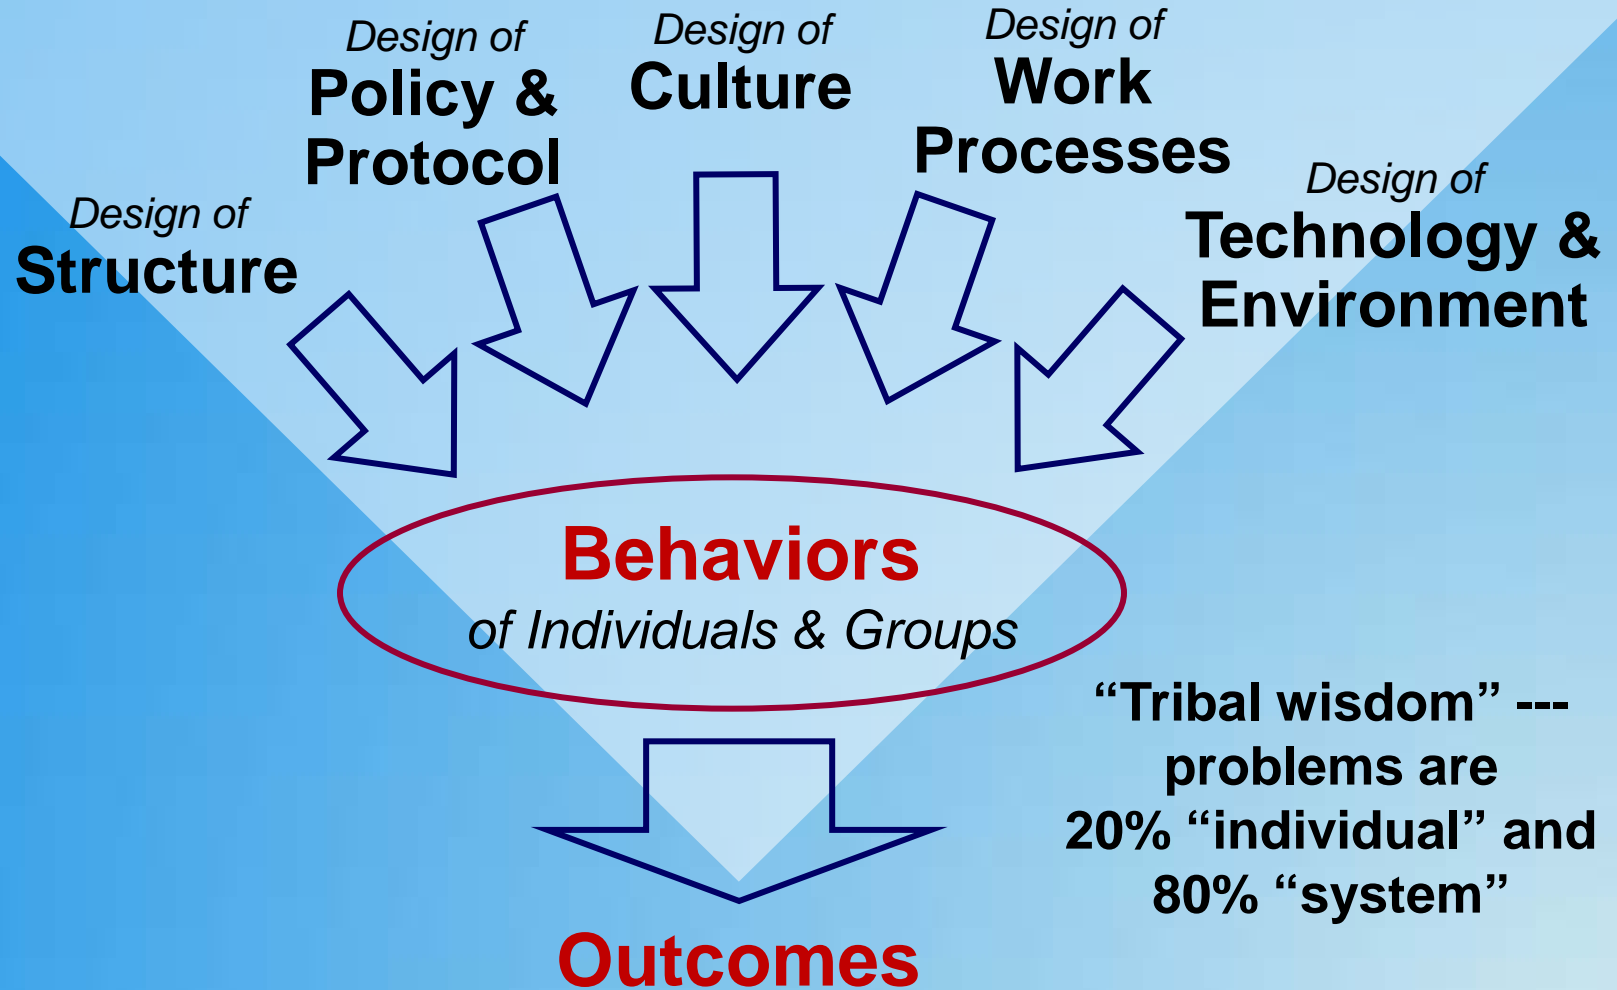 Design of
Structure
Design of
Policy &
Protocol
Design of
Culture
Design of
Work
Processes
Design of
Technology &
Environment
Behaviors
of Individuals & Groups
“Tribal wisdom” ---
problems are
20% “individual” and
80% “system”
Outcomes